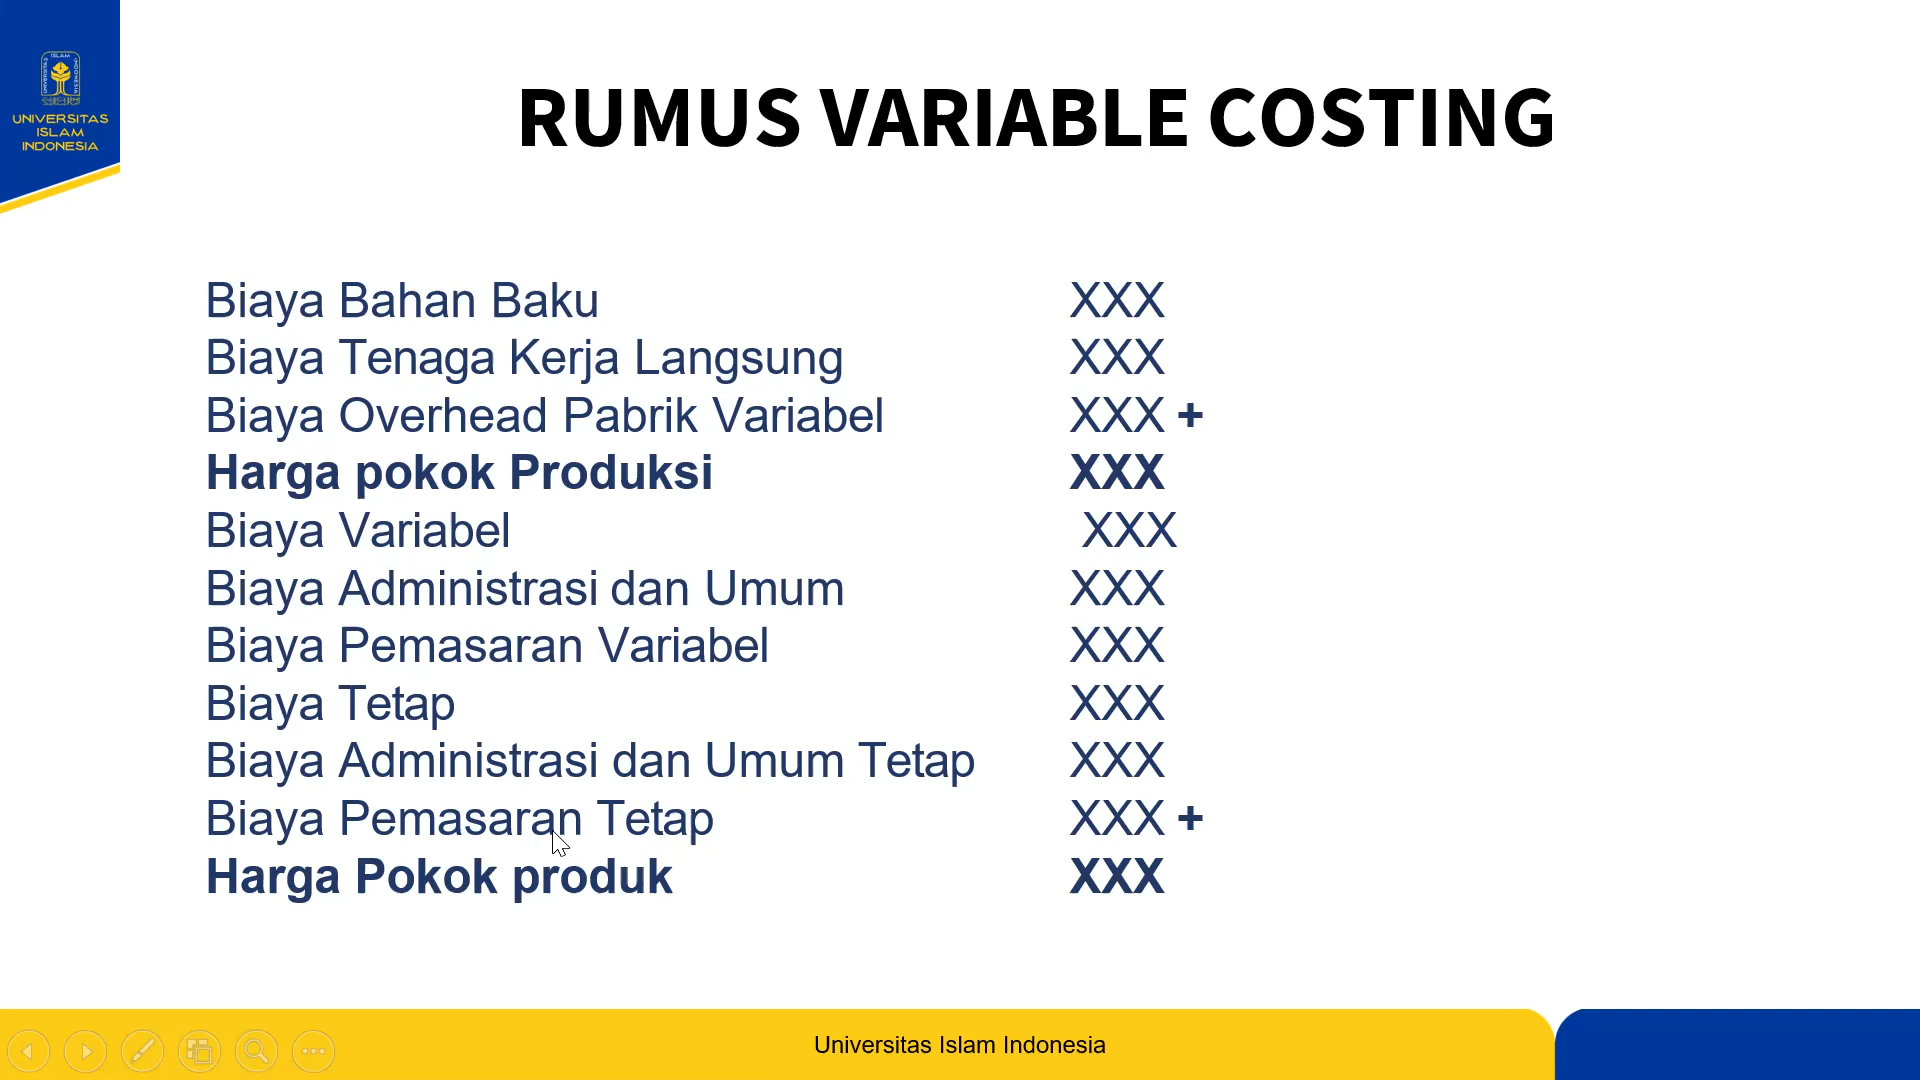 UNIVERSITAS
ISLAM
INDONESIA
RUMUS VARIABLE COSTING
Biaya Bahan Baku XXX
Biaya Tenaga Kerja Langsung XXX
Biaya Overhead Pabrik Variabel XXX +
Harga pokok Produksi XXX
Biaya Variabel XXX
Biaya Administrasi dan Umum XXX
Biaya Pemasaran Variabel XXX
Biaya Tetap XXX
Biaya Administrasi dan Umum Tetap XXX
Biaya Pemasaran Tetap XXX +
Harga Pokok produk XXX
Universitas Islam Indonesia